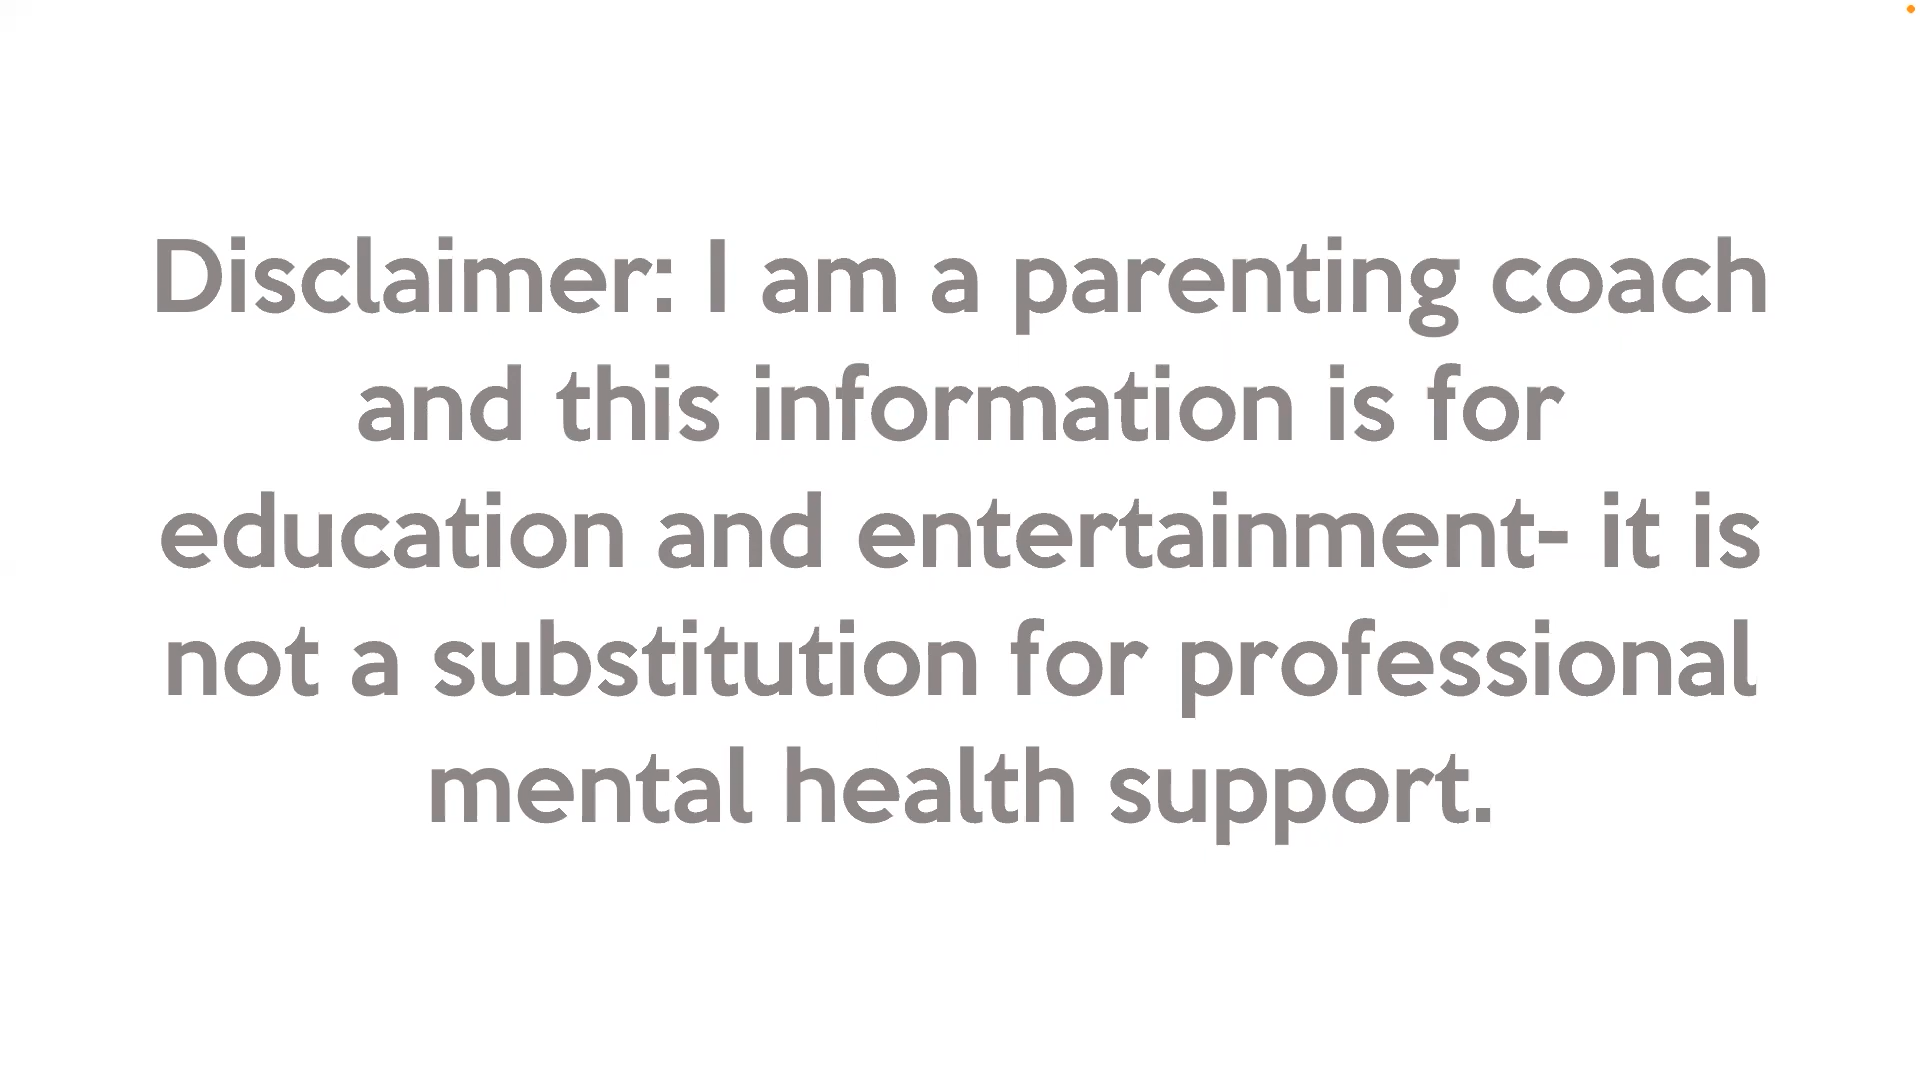 Disclaimer: I am a parenting coach
and this information is for
education and entertainment- it is
not a substitution for professional
mental health support.